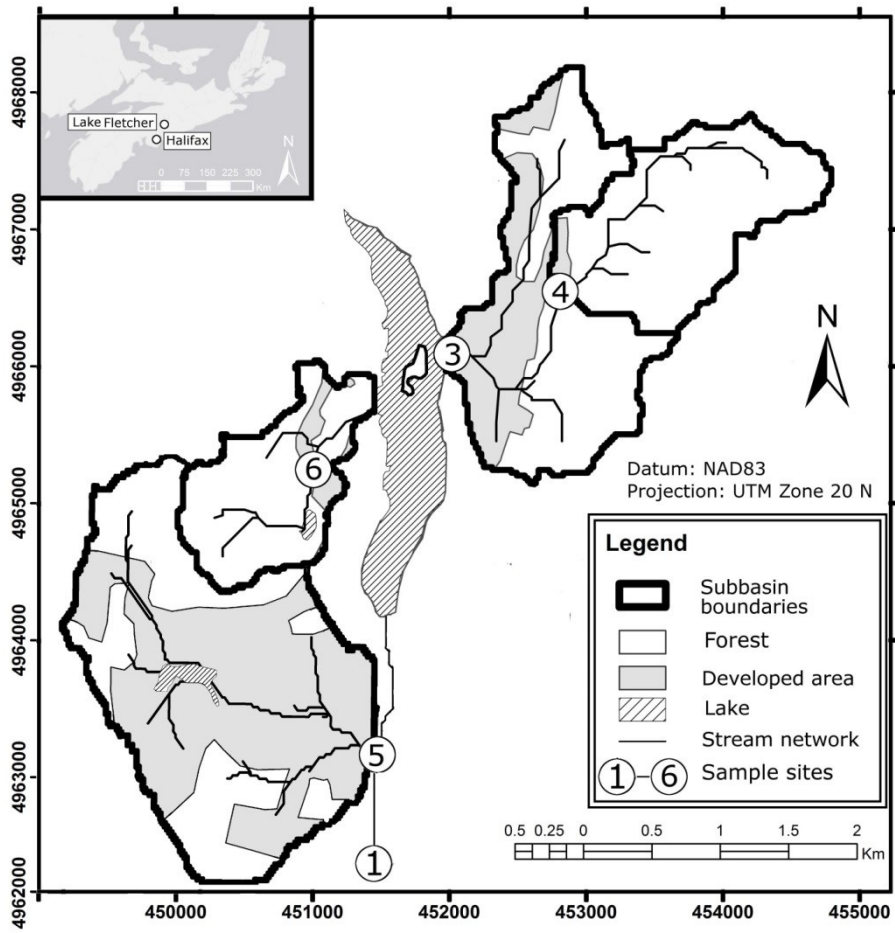 Lake Fletcher
Halifax
N
0 75 150 225 300
Km
4968000
4967000
4966000
4965000
4964000
4963000
4962000
3
4
6
5
1
N
Datum: NAD83
Projection: UTM Zone 20 N
Legend
Subbasin
boundaries
Forest
Developed area
Lake
Stream network
1-6 Sample sites
0.5 0.25 0 0.5 1 1.5 2
Km
450000 451000 452000 453000 454000 455000